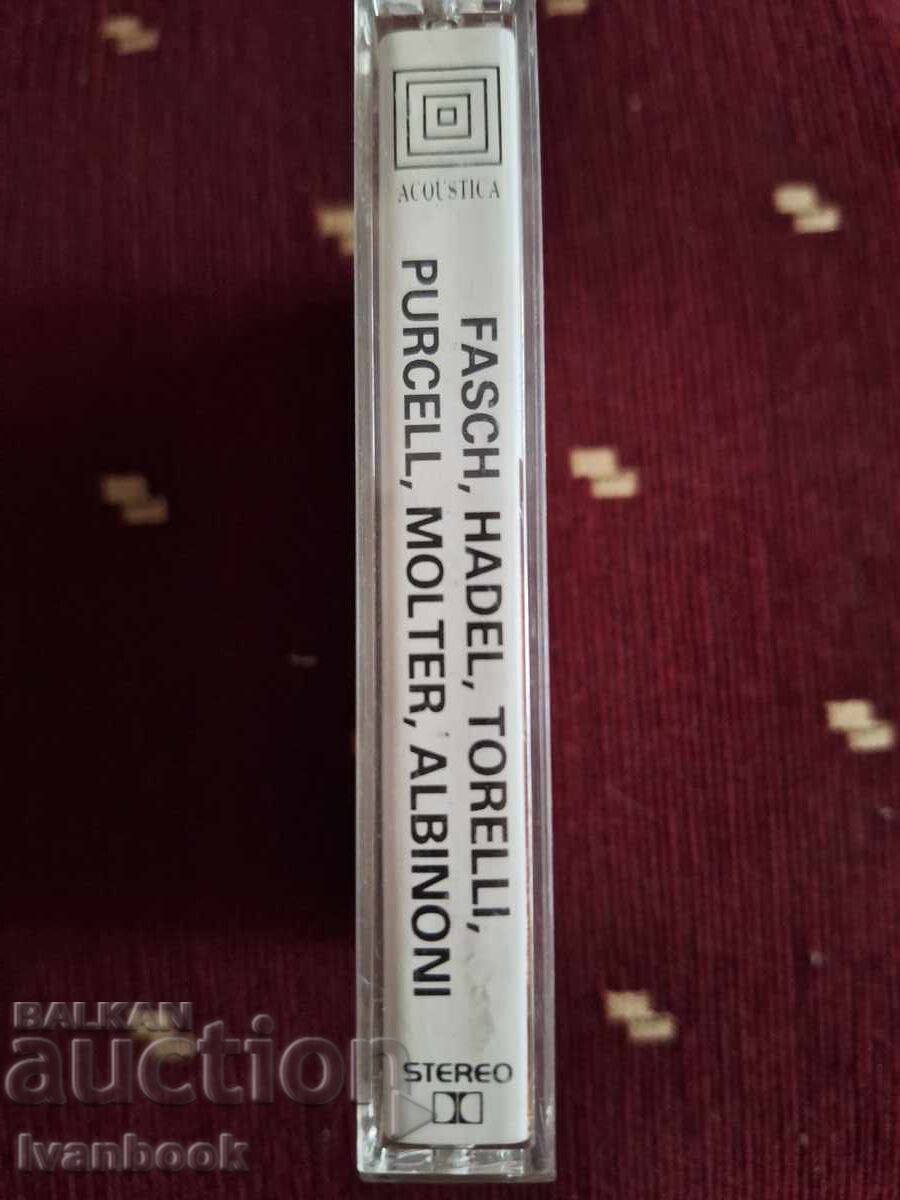 ACOUSTICA
FASCH, HADEL, TORELLI,
PURCELL, MOLTER, ALBINONI
STEREO
BALKAN
auction
Ivanbook